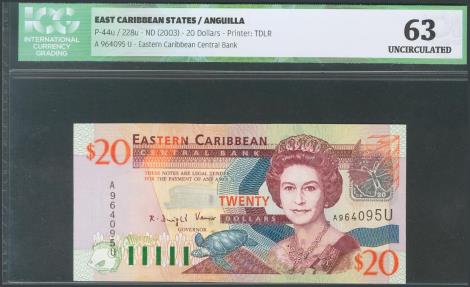 ICG
INTERNATIONAL
CURRENCY
GRADING
EAST CARIBBEAN STATES / ANGUILLA
P-44u / 228u - ND (2003) - 20 Dollars - Printer: TDLR
A 964095 U - Eastern Caribbean Central Bank
63
UNCIRCULATED
EASTERN CARIBBEAN
CENTRAL BANK
$20
THESE NOTES ARE LEGAL TENDER
FOR THE PAYMENT OF ANY AMOUNT
TWENTY
DOLLARS
A964095U
GOVERNOR
A964095U
$20